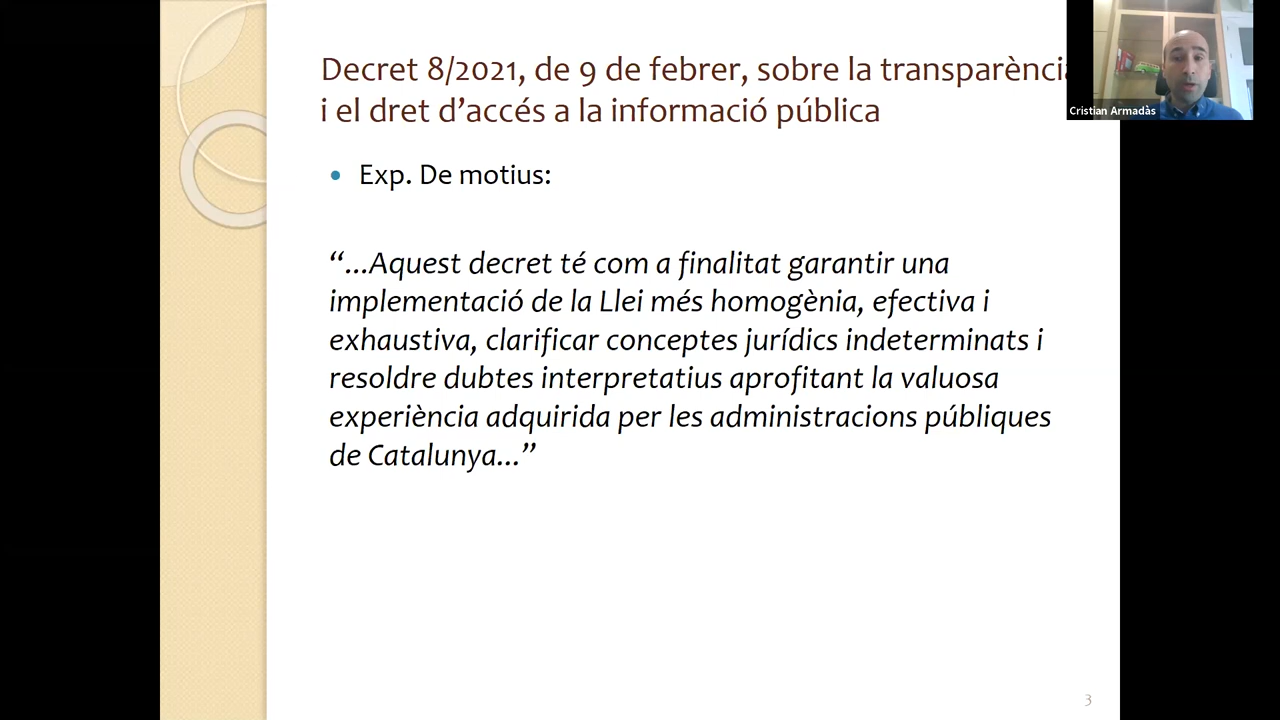 Decret 8/2021, de 9 de febrer, sobre la transparència
i el dret d’accés a la informació pública
Cristian Armadàs
• Exp. De motius:
“...Aquest decret té com a finalitat garantir una
implementació de la Llei més homogènia, efectiva i
exhaustiva, clarificar conceptes jurídics indeterminats i
resoldre dubtes interpretatius aprofitant la valuosa
experiència adquirida per les administracions públiques
de Catalunya...”
3